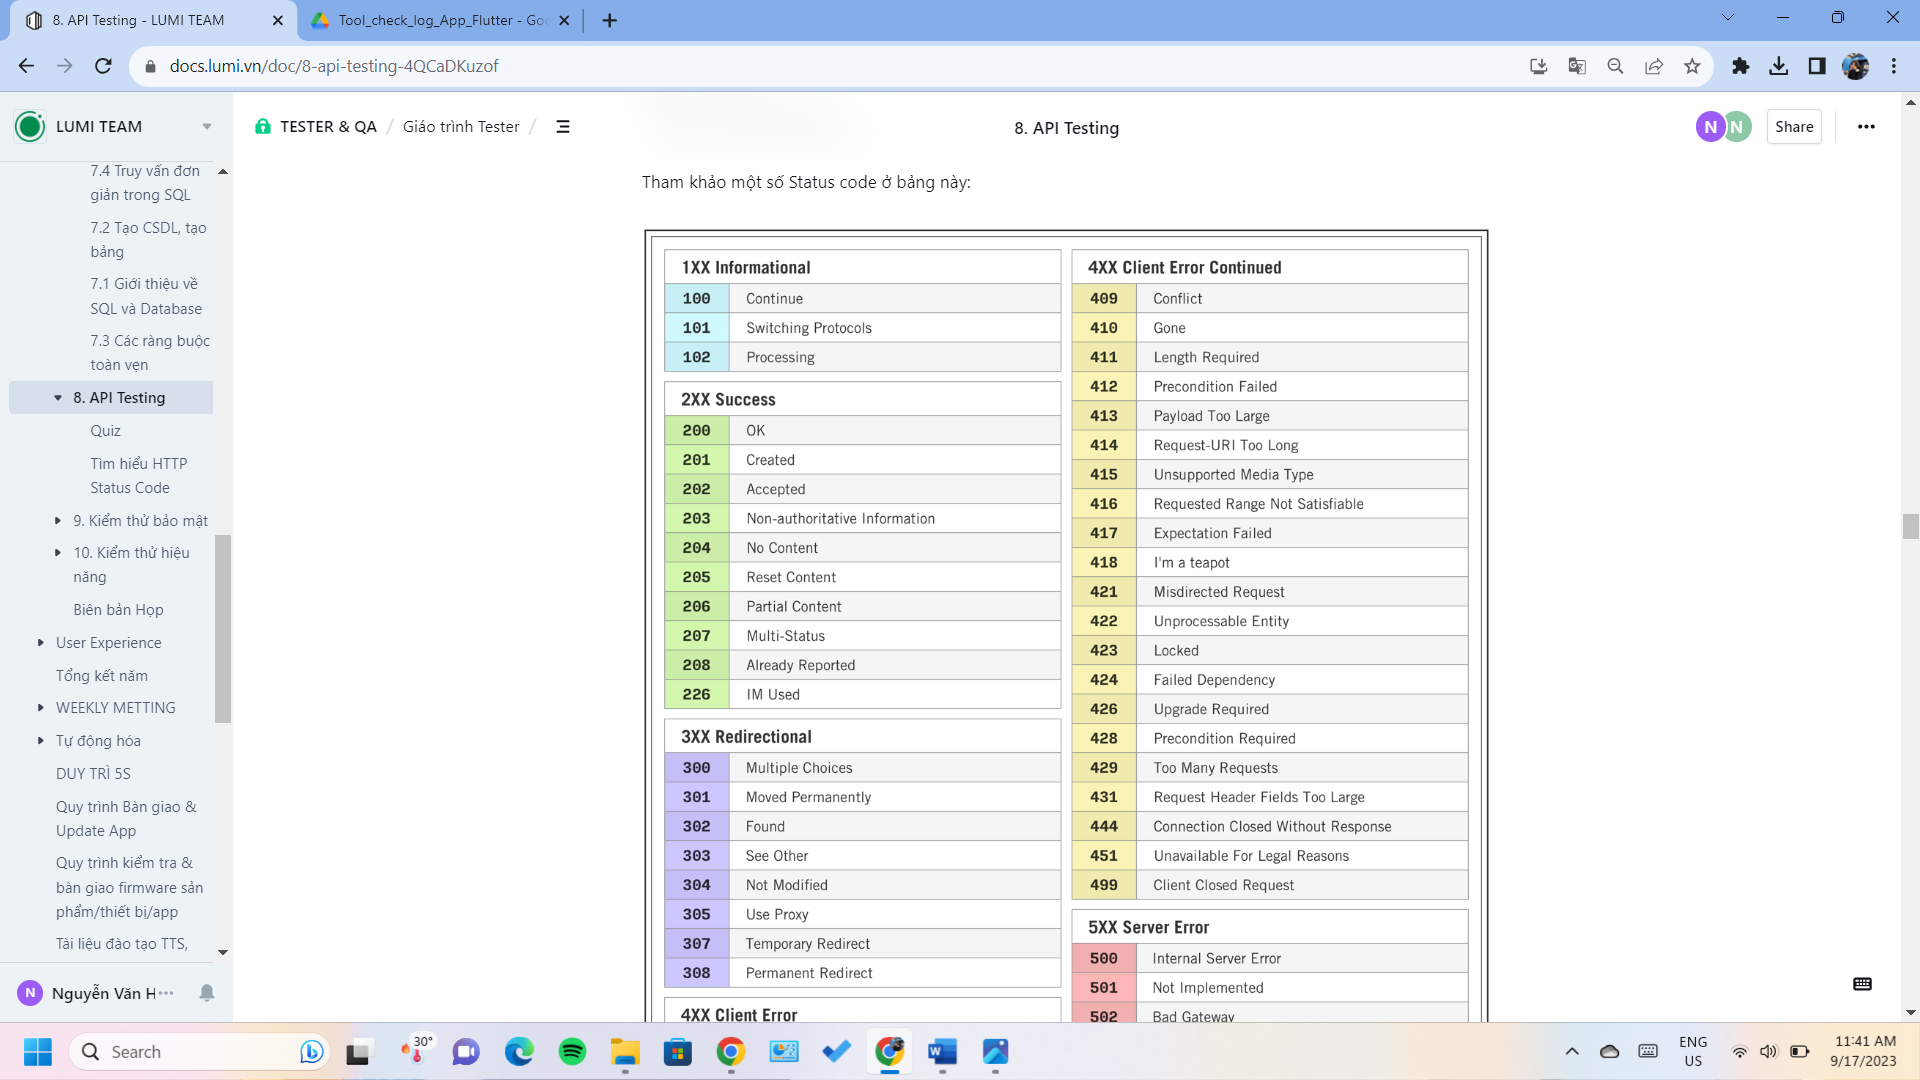 8. API Testing - LUMI TEAM
Tool_check_log_App_Flutter - Goo
docs.lumi.vn/doc/8-api-testing-4QCaDKuzof
LUMI TEAM
7.4 Truy vấn đơn
giản trong SQL
7.2 Tạo CSDL, tạo
bảng
7.1 Giới thiệu về
SQL và Database
7.3 Các ràng buộc
toàn vẹn
8. API Testing
Quiz
Tìm hiểu HTTP
Status Code
9. Kiểm thử bảo mật
10. Kiểm thử hiệu
năng
Biên bản Họp
User Experience
Tổng kết năm
WEEKLY METTING
Tự động hóa
DUY TRÌ 5S
Quy trình Bàn giao &
Update App
Quy trình kiểm tra &
bàn giao firmware sản
phẩm/thiết bị/app
Tài liệu đào tạo TTS,
N Nguyễn Văn H
TESTER & QA / Giáo trình Tester /
8. API Testing
N N Share
Tham khảo một số Status code ở bảng này:
1XX Informational
100 Continue
101 Switching Protocols
102 Processing
2XX Success
200 OK
201 Created
202 Accepted
203 Non-authoritative Information
204 No Content
205 Reset Content
206 Partial Content
207 Multi-Status
208 Already Reported
226 IM Used
3XX Redirectional
300 Multiple Choices
301 Moved Permanently
302 Found
303 See Other
304 Not Modified
305 Use Proxy
307 Temporary Redirect
308 Permanent Redirect
4XX Client Error
4XX Client Error Continued
409 Conflict
410 Gone
411 Length Required
412 Precondition Failed
413 Payload Too Large
414 Request-URI Too Long
415 Unsupported Media Type
416 Requested Range Not Satisfiable
417 Expectation Failed
418 I'm a teapot
421 Misdirected Request
422 Unprocessable Entity
423 Locked
424 Failed Dependency
426 Upgrade Required
428 Precondition Required
429 Too Many Requests
431 Request Header Fields Too Large
444 Connection Closed Without Response
451 Unavailable For Legal Reasons
499 Client Closed Request
5XX Server Error
500 Internal Server Error
501 Not Implemented
502 Bad Gateway
Search
30°
ENG
US
11:41 AM
9/17/2023